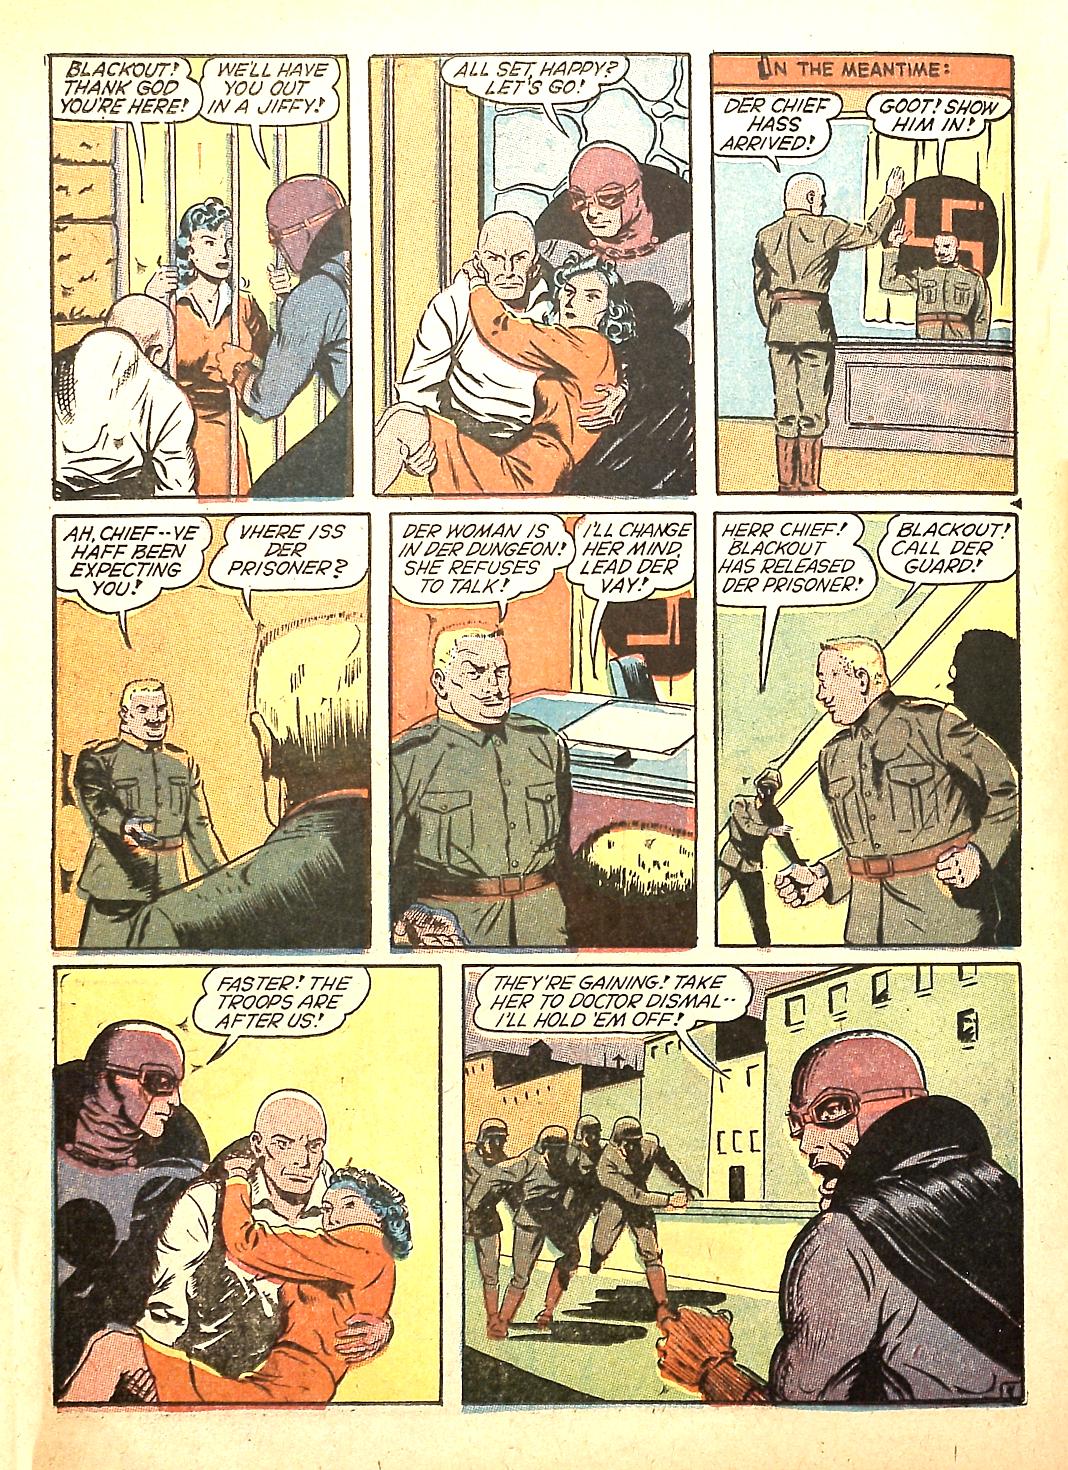 BLACKOUT!
THANK GOD
YOU'RE HERE!
WE'LL HAVE
YOU OUT
IN A JIFFY!
ALL SET, HAPPY?
LET'S GO!
IN THE MEANTIME:
DER CHIEF
HASS
ARRIVED!
GOOT! SHOW
HIM IN!
AH, CHIEF--VE
HAFF BEEN
EXPECTING
YOU!
VHERE ISS
DER
PRISONER?
DER WOMAN IS
IN DER DUNGEON!
SHE REFUSES
TO TALK!
I'LL CHANGE
HER MIND,
LEAD DER
VAY!
HERR CHIEF!
BLACKOUT
HAS RELEASED
DER PRISONER!
BLACKOUT!
CALL DER
GUARD!
FASTER! THE
TROOPS ARE
AFTER US!
THEY'RE GAINING! TAKE
HER TO DOCTOR DISMAL--
I'LL HOLD 'EM OFF!